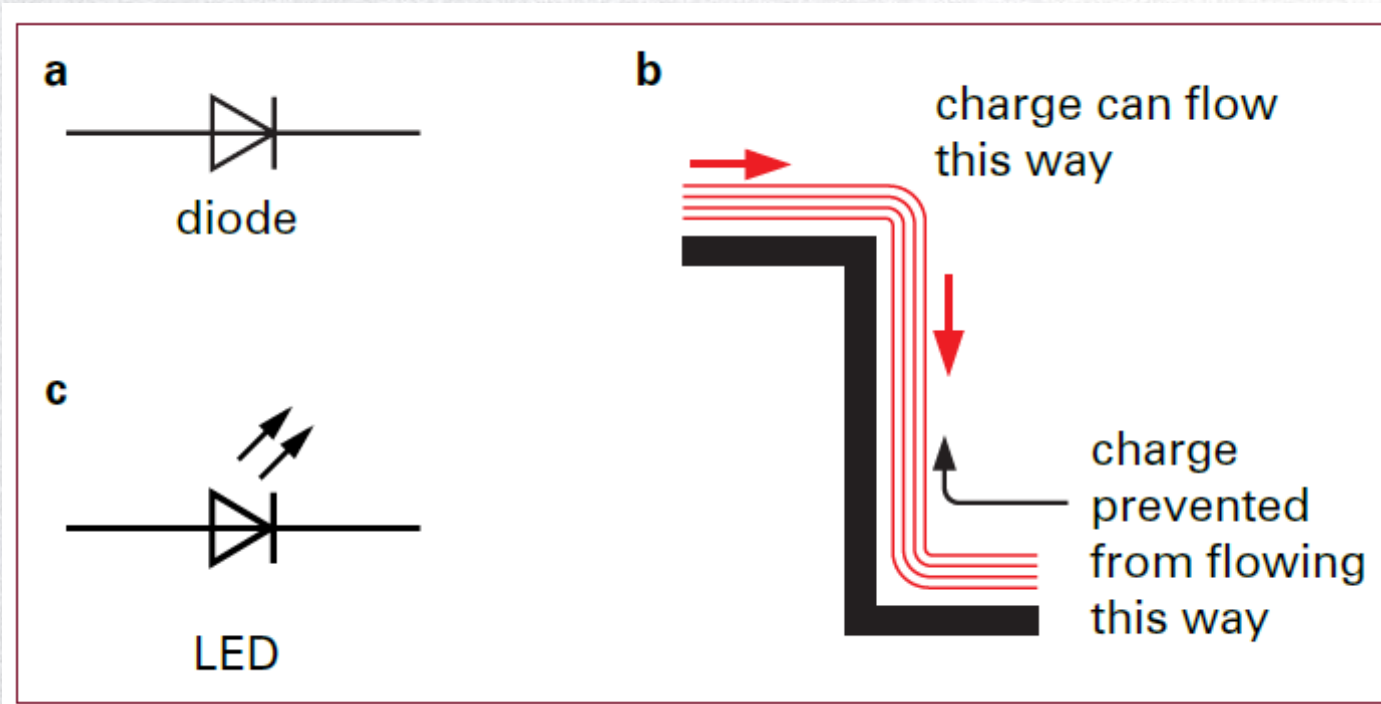 a
diode
b
charge can flow
this way
c
LED
charge
prevented
from flowing
this way